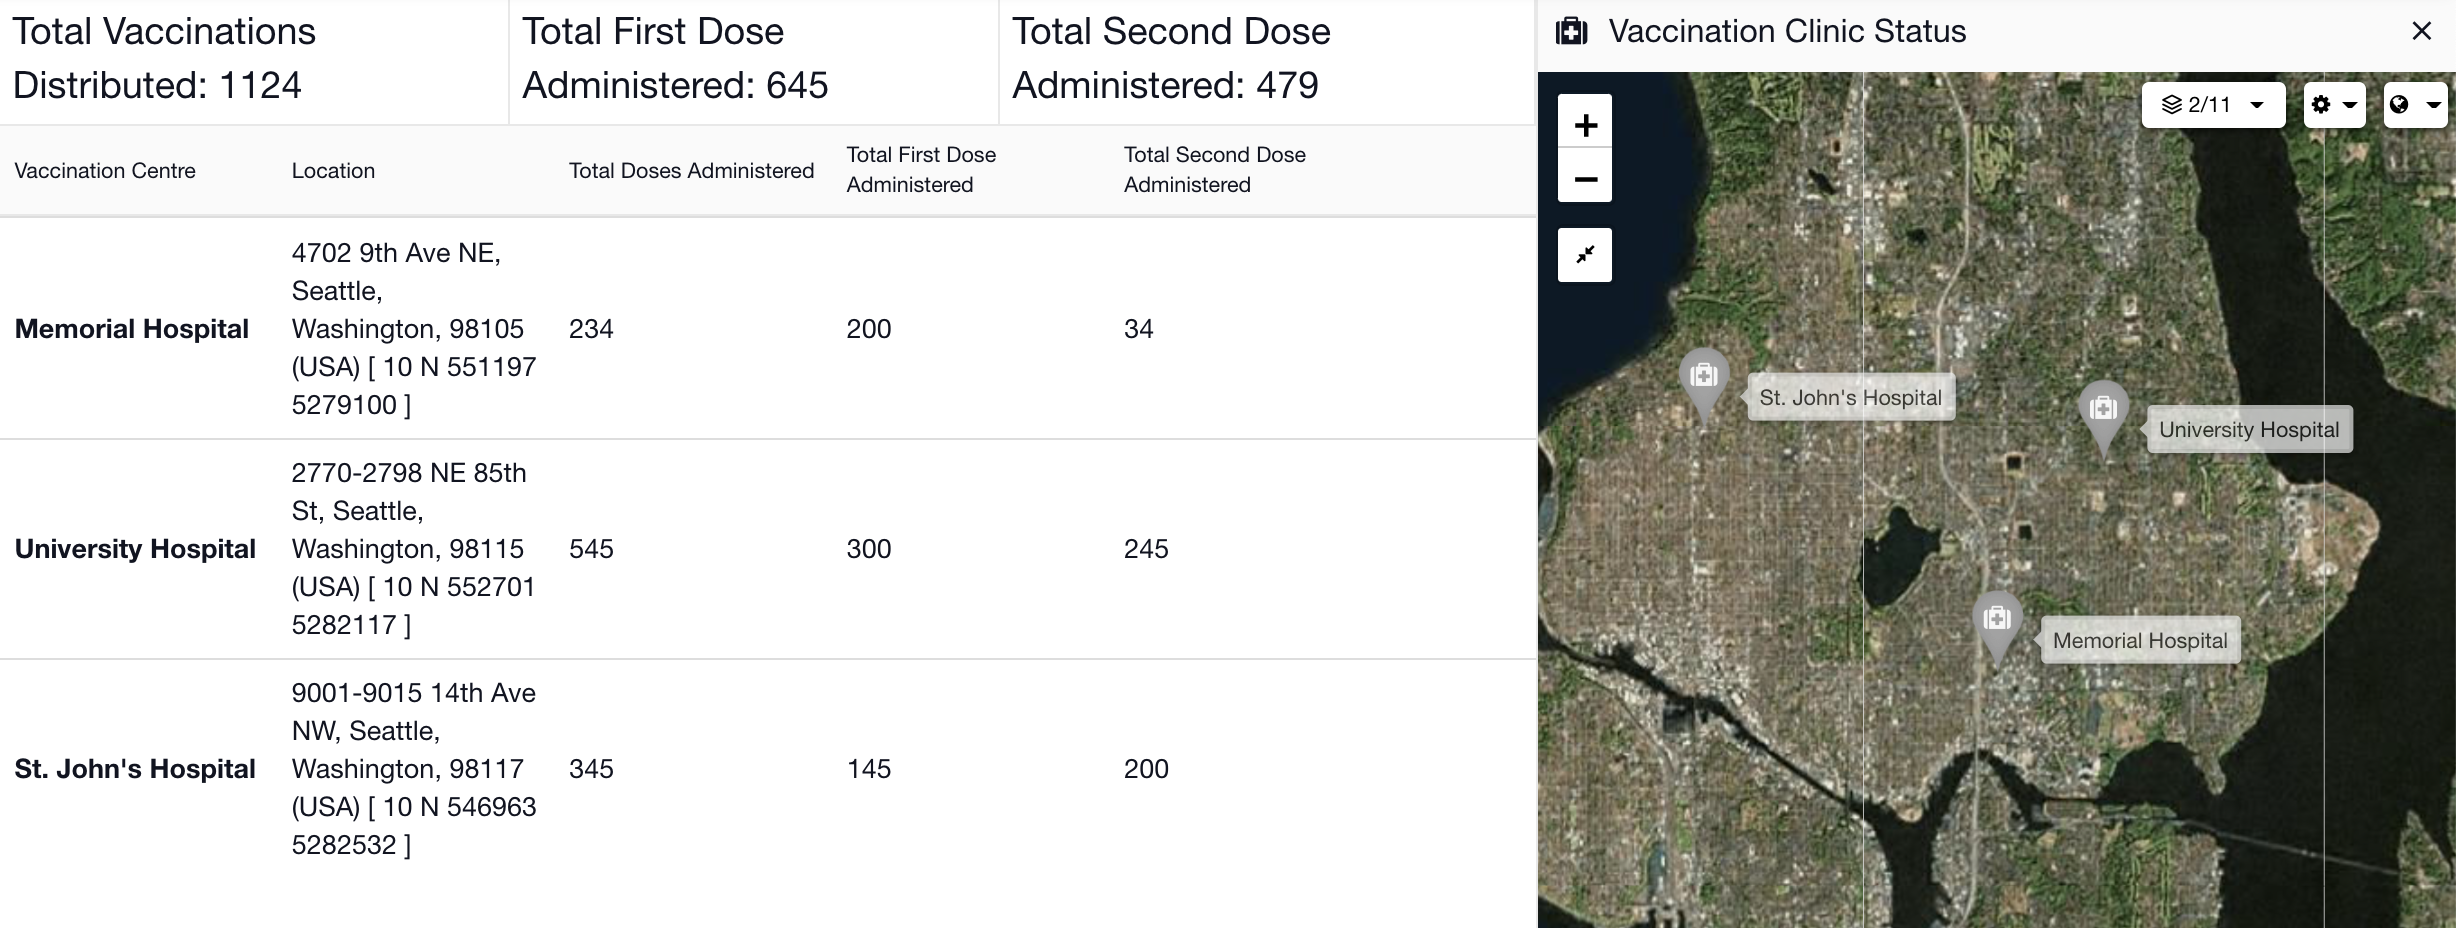 Total Vaccinations
Distributed: 1124
Total First Dose
Administered: 645
Total Second Dose
Administered: 479
Vaccination Centre
Location
Total Doses Administered
Total First Dose
Administered
Total Second Dose
Administered
Memorial Hospital
4702 9th Ave NE,
Seattle,
Washington, 98105
(USA) [ 10 N 551197
5279100 ]
234
200
34
University Hospital
2770-2798 NE 85th
St, Seattle,
Washington, 98115
(USA) [ 10 N 552701
5282117 ]
545
300
245
St. John's Hospital
9001-9015 14th Ave
NW, Seattle,
Washington, 98117
(USA) [ 10 N 546963
5282532 ]
345
145
200
Vaccination Clinic Status
2/11
St. John's Hospital
University Hospital
Memorial Hospital